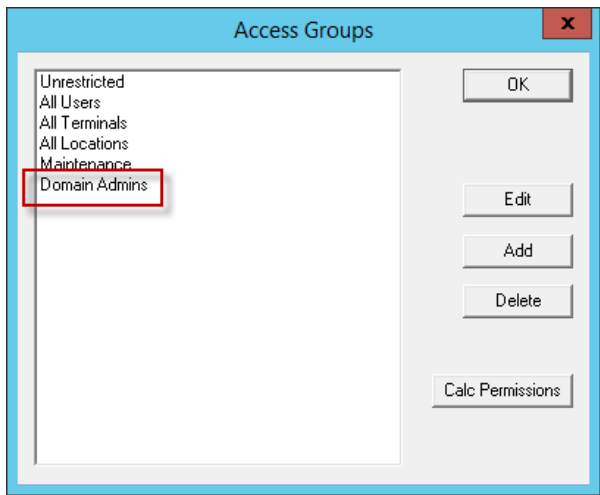 Access Groups
x
Unrestricted
All Users
All Terminals
All Locations
Maintenance
Domain Admins
OK
Edit
Add
Delete
Calc Permissions